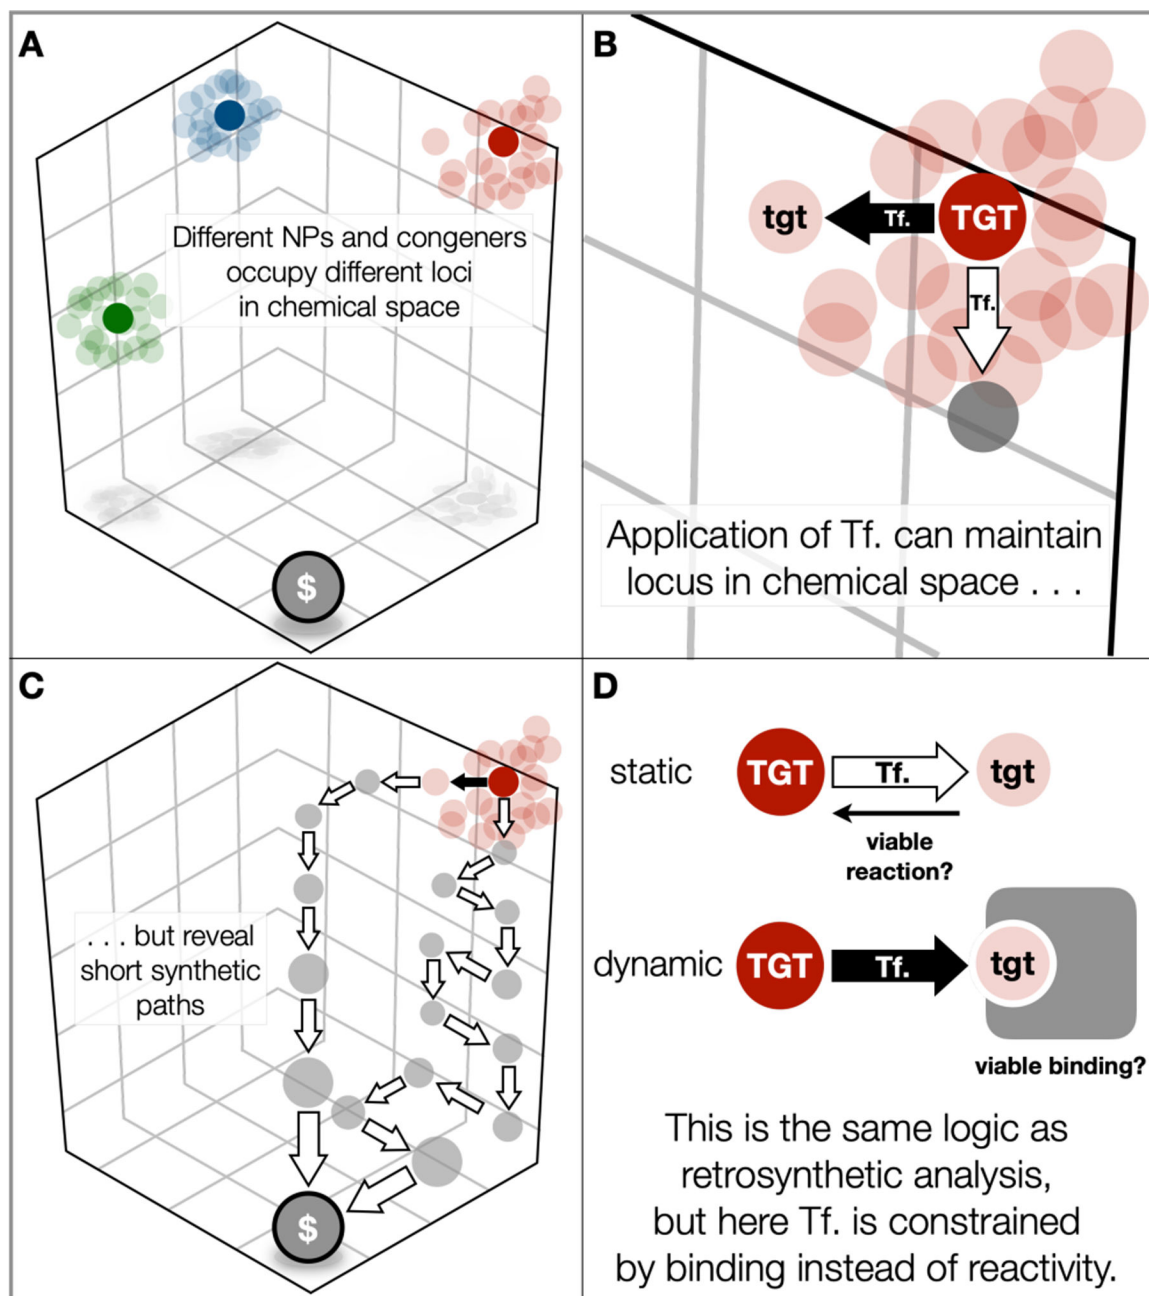 A
Different NPs and congeners
occupy different loci
in chemical space
$
B
tgt
Tf.
TGT
Tf.
Application of Tf. can maintain
locus in chemical space . . .
C
. . . but reveal
short synthetic
paths
$
D
static
TGT
Tf.
tgt
viable
reaction?
dynamic
TGT
Tf.
tgt
viable binding?
This is the same logic as
retrosynthetic analysis,
but here Tf. is constrained
by binding instead of reactivity.